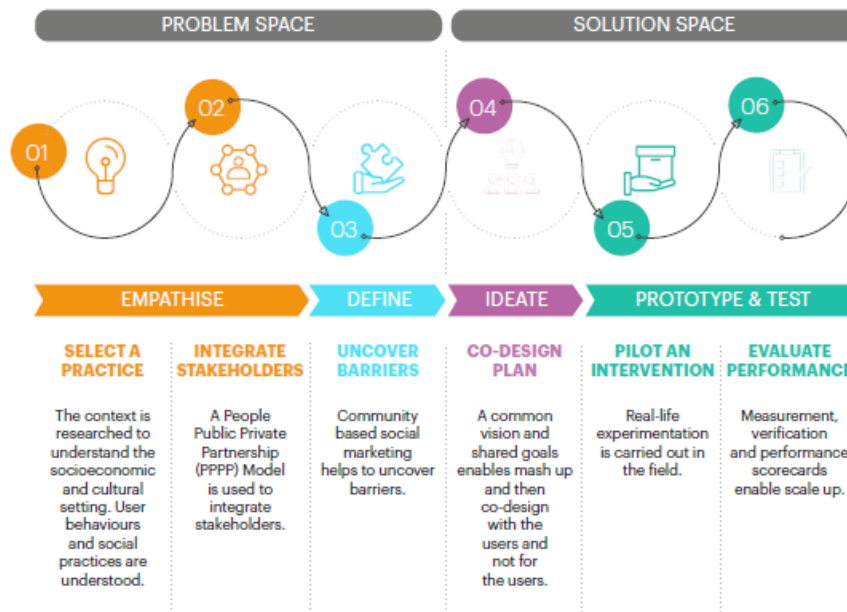 PROBLEM SPACE
SOLUTION SPACE
01
02
03
04
05
06
EMPATHISE
DEFINE
IDEATE
PROTOTYPE & TEST
SELECT A
PRACTICE
The context is
researched to
understand the
socioeconomic
and cultural
setting. User
behaviours
and social
practices are
understood.
INTEGRATE
STAKEHOLDERS
A People
Public Private
Partnership
(PPPP) Model
is used to
integrate
stakeholders.
UNCOVER
BARRIERS
Community
based social
marketing
helps to uncover
barriers.
CO-DESIGN
PLAN
A common
vision and
shared goals
enables mash up
and then
co-design
with the
users and
not for
the users.
PILOT AN
INTERVENTION
Real-life
experimentation
is carried out in
the field.
EVALUATE
PERFORMANCE
Measurement,
verification
and performance
scorecards
enable scale up.